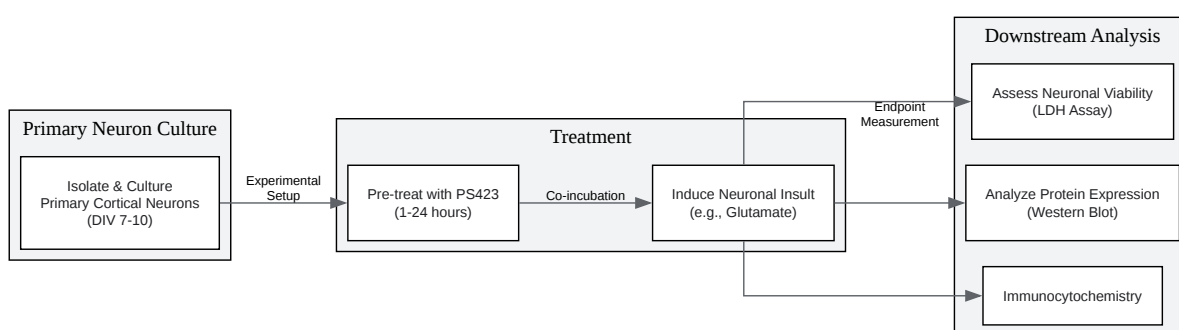 Primary Neuron Culture
Isolate & Culture
Primary Cortical Neurons
(DIV 7-10)
Experimental
Setup
Treatment
Pre-treat with PS423
(1-24 hours)
Co-incubation
Induce Neuronal Insult
(e.g., Glutamate)
Endpoint
Measurement
Downstream Analysis
Assess Neuronal Viability
(LDH Assay)
Analyze Protein Expression
(Western Blot)
Immunocytochemistry